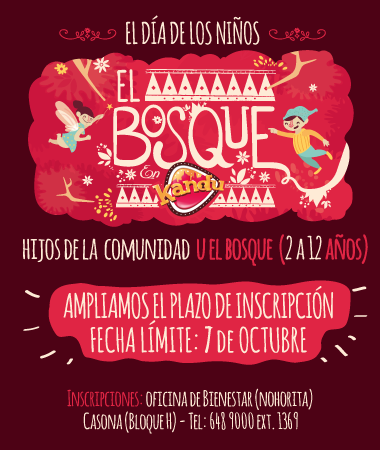 EL DÍA DE LOS NIÑOS
EL
BOSQUE
En
Kandú
HIJOS DE LA COMUNIDAD U EL BOSQUE (2 A 12 AÑOS)
AMPLIAMOS EL PLAZO DE INSCRIPCIÓN
FECHA LÍMITE: 7 DE OCTUBRE
INSCRIPCIONES: OFICINA DE BIENESTAR (NOHORITA)
CASONA (BLOQUE H) - TEL: 648 9000 EXT. 1369